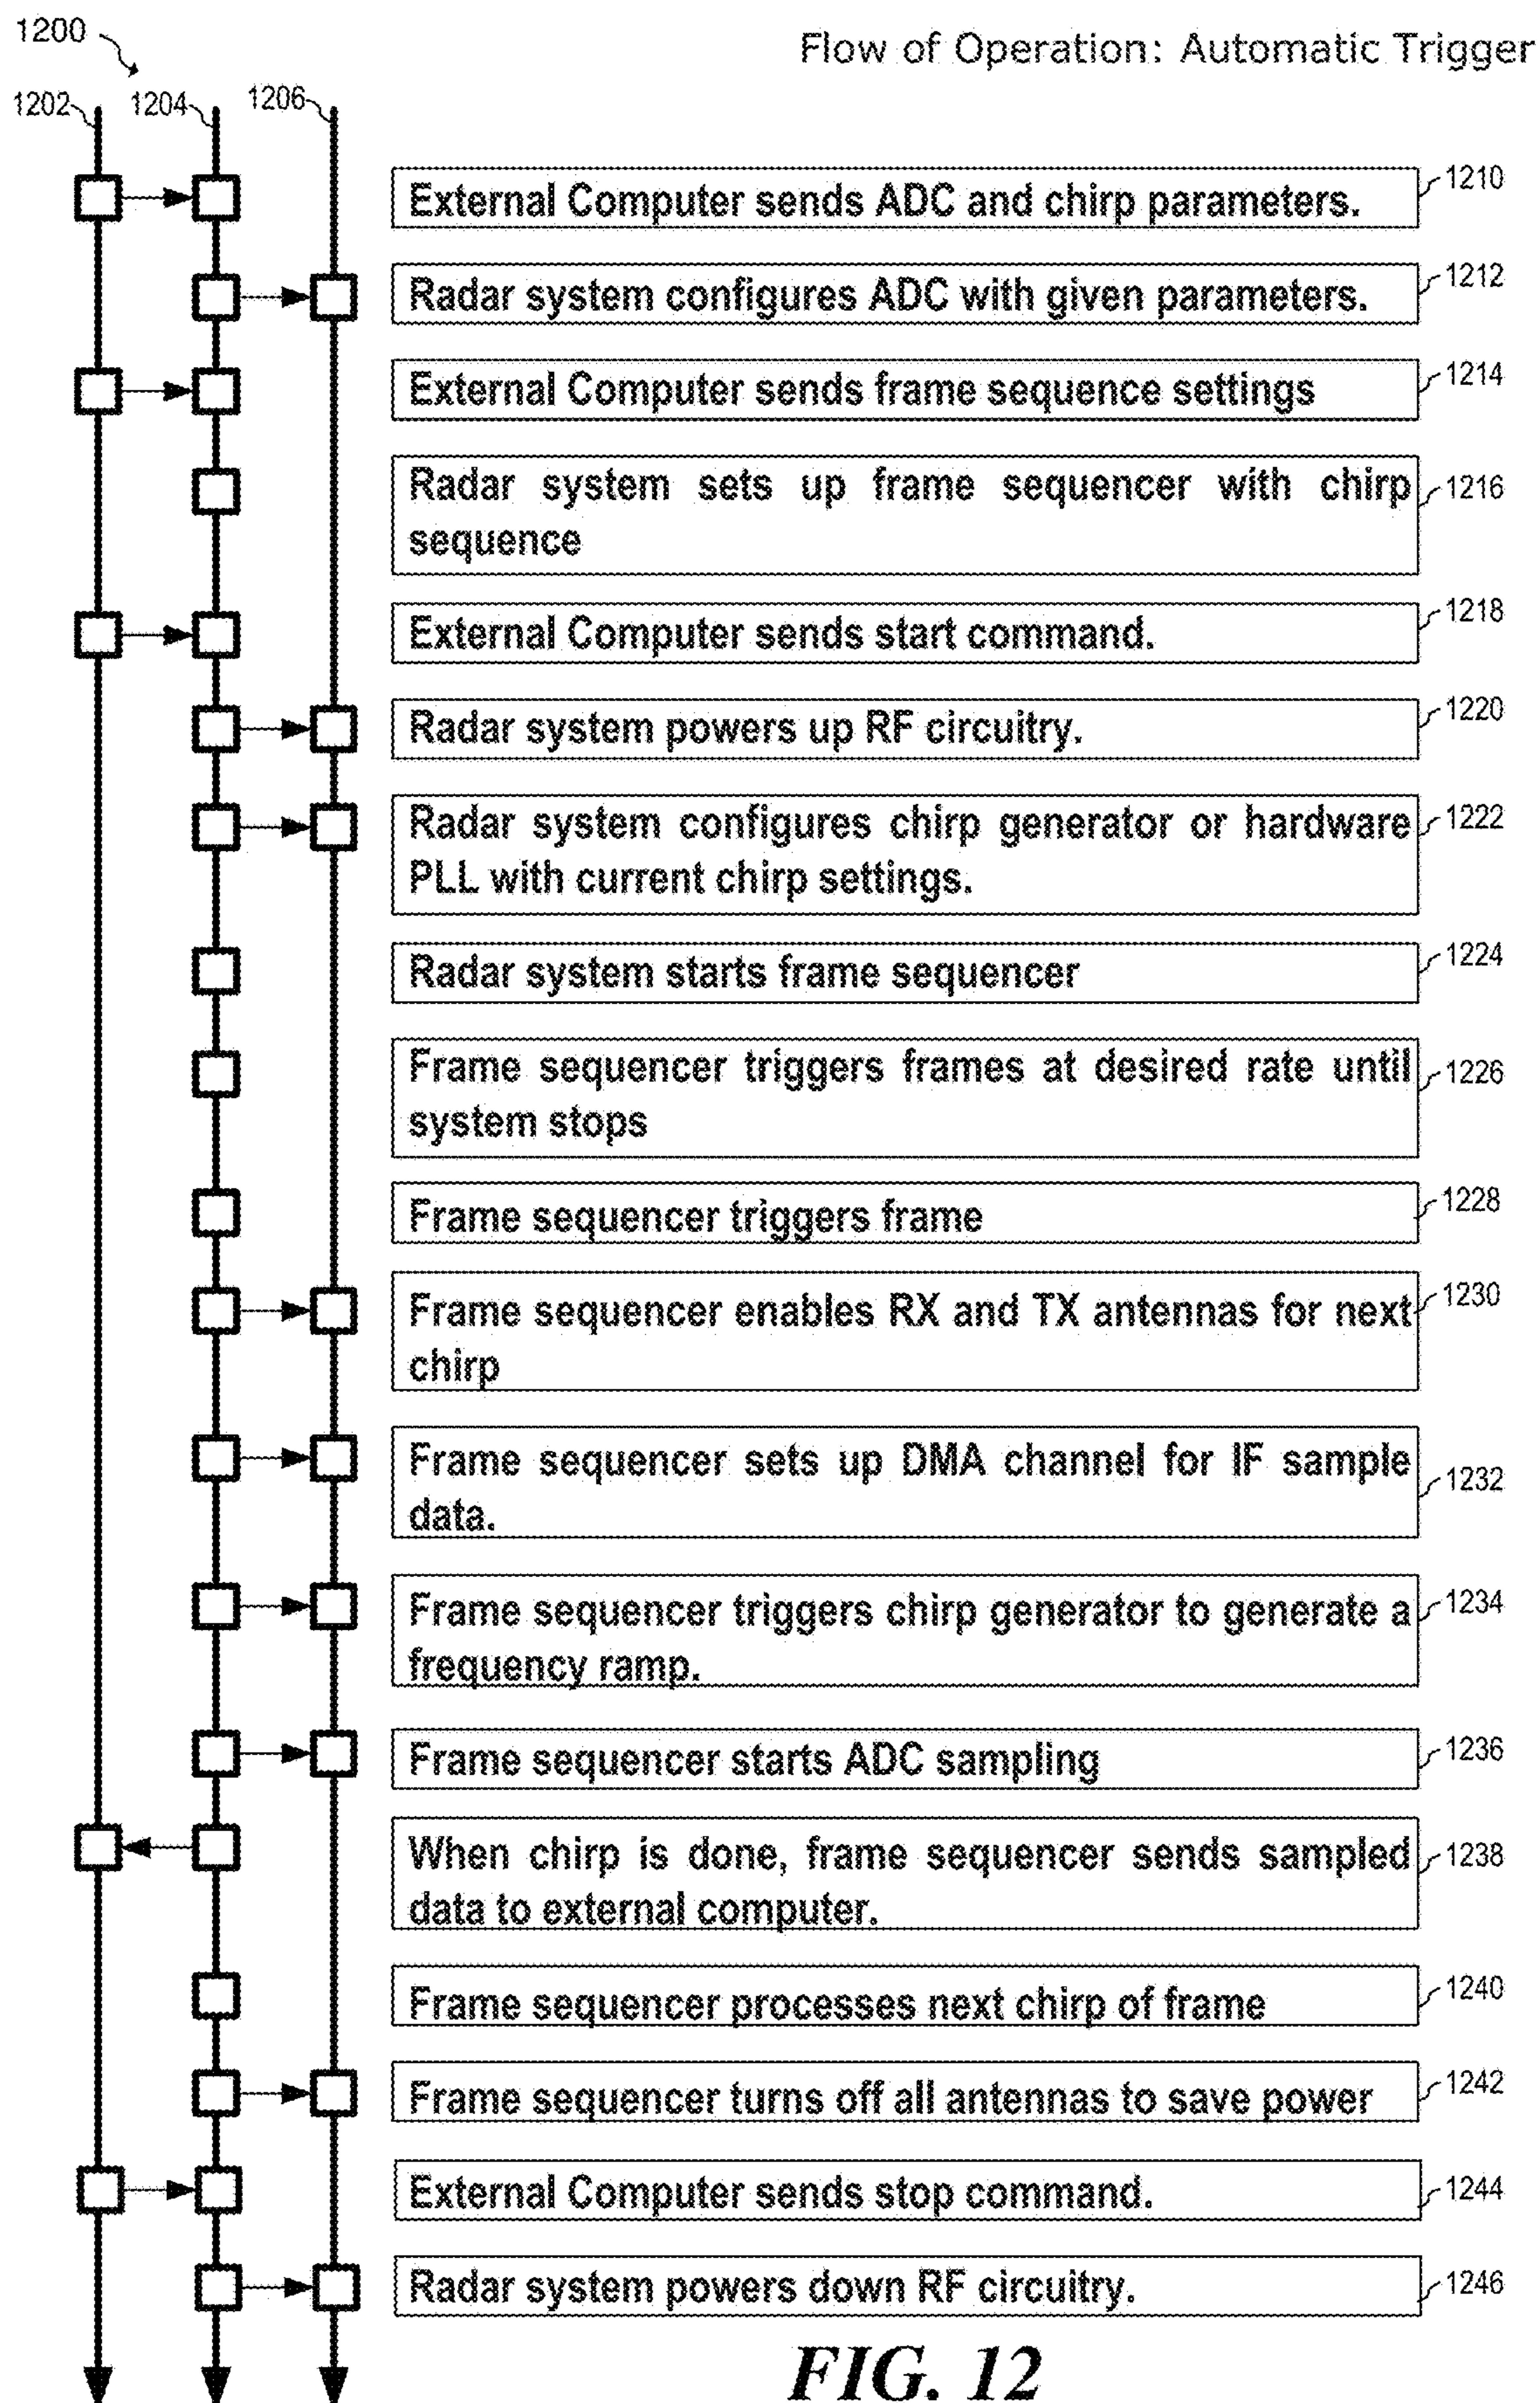 1200
Flow of Operation: Automatic Trigger
1202
1204
1206
External Computer sends ADC and chirp parameters.
1210
Radar system configures ADC with given parameters.
1212
External Computer sends frame sequence settings
1214
Radar system sets up frame sequencer with chirp
sequence
1216
External Computer sends start command.
1218
Radar system powers up RF circuitry.
1220
Radar system configures chirp generator or hardware
PLL with current chirp settings.
1222
Radar system starts frame sequencer
1224
Frame sequencer triggers frames at desired rate until
system stops
1226
Frame sequencer triggers frame
1228
Frame sequencer enables RX and TX antennas for next
chirp
1230
Frame sequencer sets up DMA channel for IF sample
data.
1232
Frame sequencer triggers chirp generator to generate a
frequency ramp.
1234
Frame sequencer starts ADC sampling
1236
When chirp is done, frame sequencer sends sampled
data to external computer.
1238
Frame sequencer processes next chirp of frame
1240
Frame sequencer turns off all antennas to save power
1242
External Computer sends stop command.
1244
Radar system powers down RF circuitry.
1246
FIG. 12